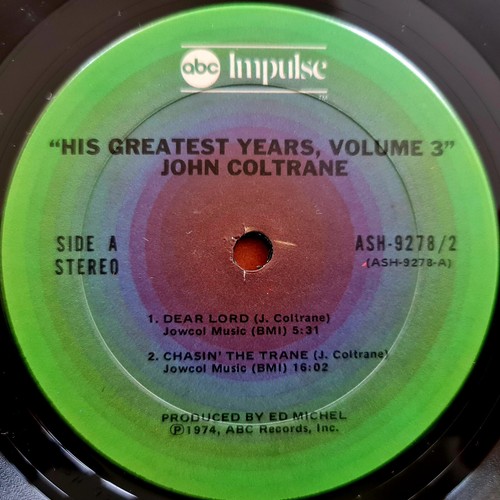 abc Impulse
TM
"HIS GREATEST YEARS, VOLUME 3"
JOHN COLTRANE
SIDE A
STEREO
ASH-9278/2
(ASH-9278-A)
1. DEAR LORD (J. Coltrane)
Jowcol Music (BMI) 5:31
2. CHASIN' THE TRANE (J. Coltrane)
Jowcol Music (BMI) 16:02
PRODUCED BY ED MICHEL
Ⓟ1974, ABC Records, Inc.